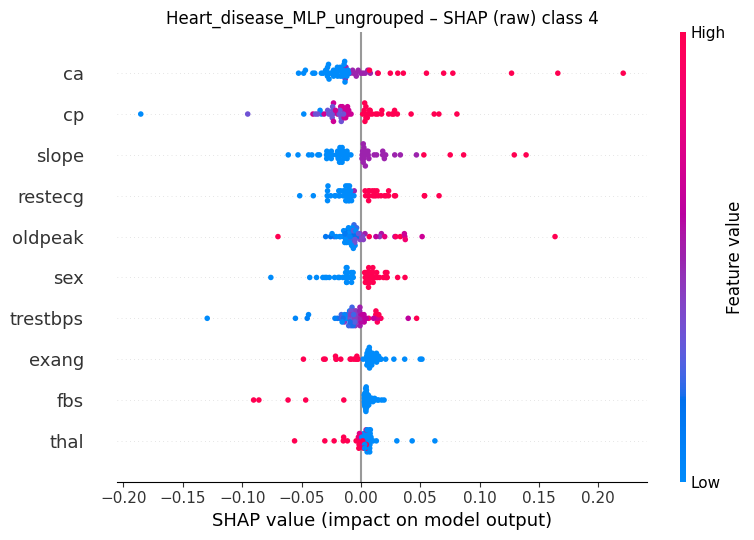 Heart_disease_MLP_ungrouped – SHAP (raw) class 4
High
ca
cp
slope
restecg
oldpeak
sex
trestbps
exang
fbs
thal
Feature value
Low
−0.20 −0.15 −0.10 −0.05 0.00 0.05 0.10 0.15 0.20
SHAP value (impact on model output)